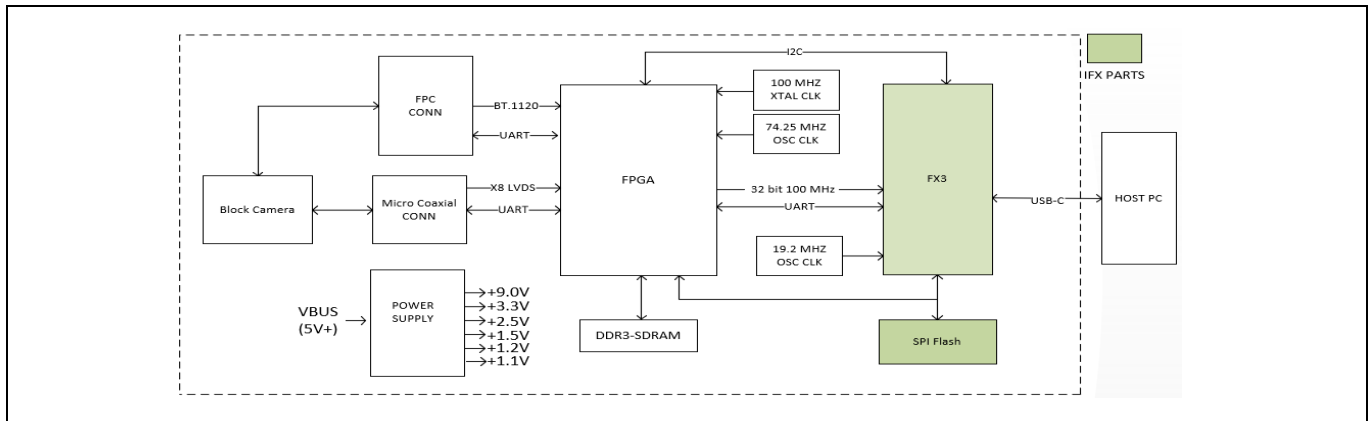 I2C
IFX PARTS
FPC
CONN
BT.1120
UART
100 MHZ
XTAL CLK
74.25 MHZ
OSC CLK
FPGA
FX3
Block Camera
Micro Coaxial
CONN
X8 LVDS
UART
32 bit 100 MHz
UART
USB-C
HOST PC
19.2 MHZ
OSC CLK
VBUS
(5V+)
POWER
SUPPLY
+9.0V
+3.3V
+2.5V
+1.5V
+1.2V
+1.1V
DDR3-SDRAM
SPI Flash